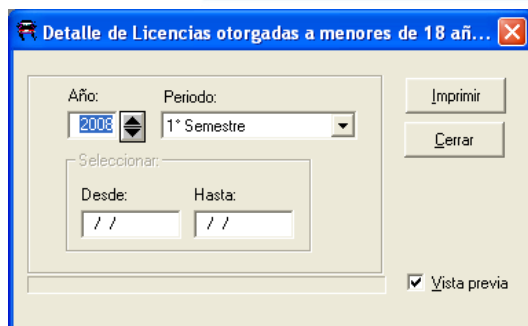 Detalle de Licencias otorgadas a menores de 18 añ...
Año:
Periodo:
2008
1° Semestre
Seleccionar:
Desde:
Hasta:
/ /
/ /
Imprimir
Cerrar
Vista previa